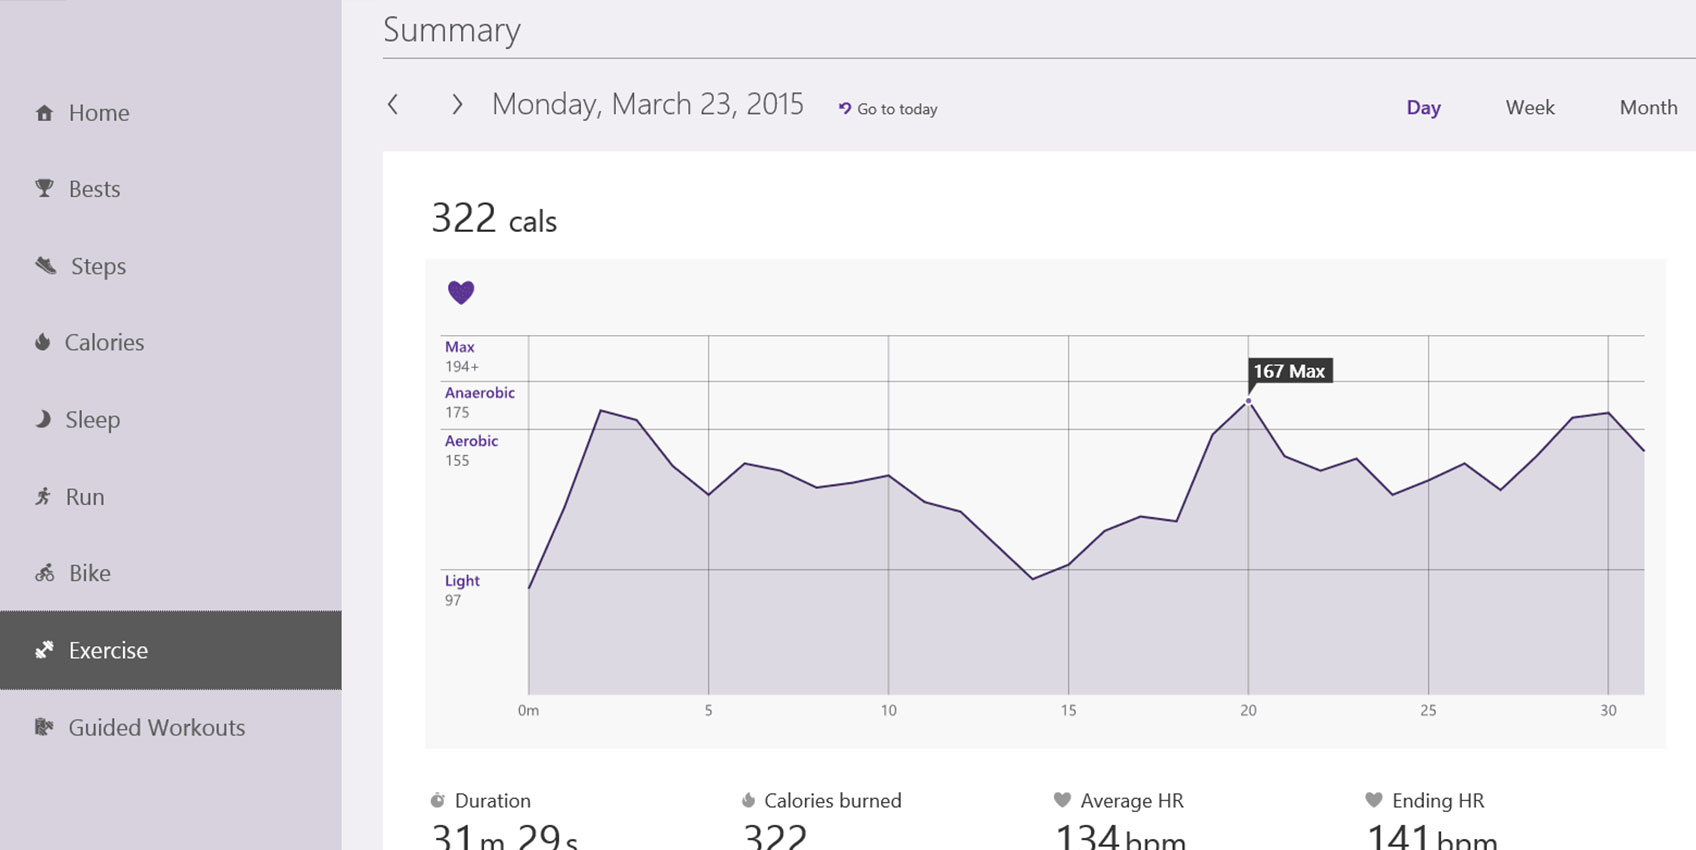 Summary
Monday, March 23, 2015
Go to today
Day
Week
Month
Home
Bests
Steps
Calories
Sleep
Run
Bike
Exercise
Guided Workouts
322 cals
Max
194+
Anaerobic
175
Aerobic
155
Light
97
167 Max
0m 5 10 15 20 25 30
Duration
31m 29s
Calories burned
322
Average HR
134 bpm
Ending HR
141 bpm